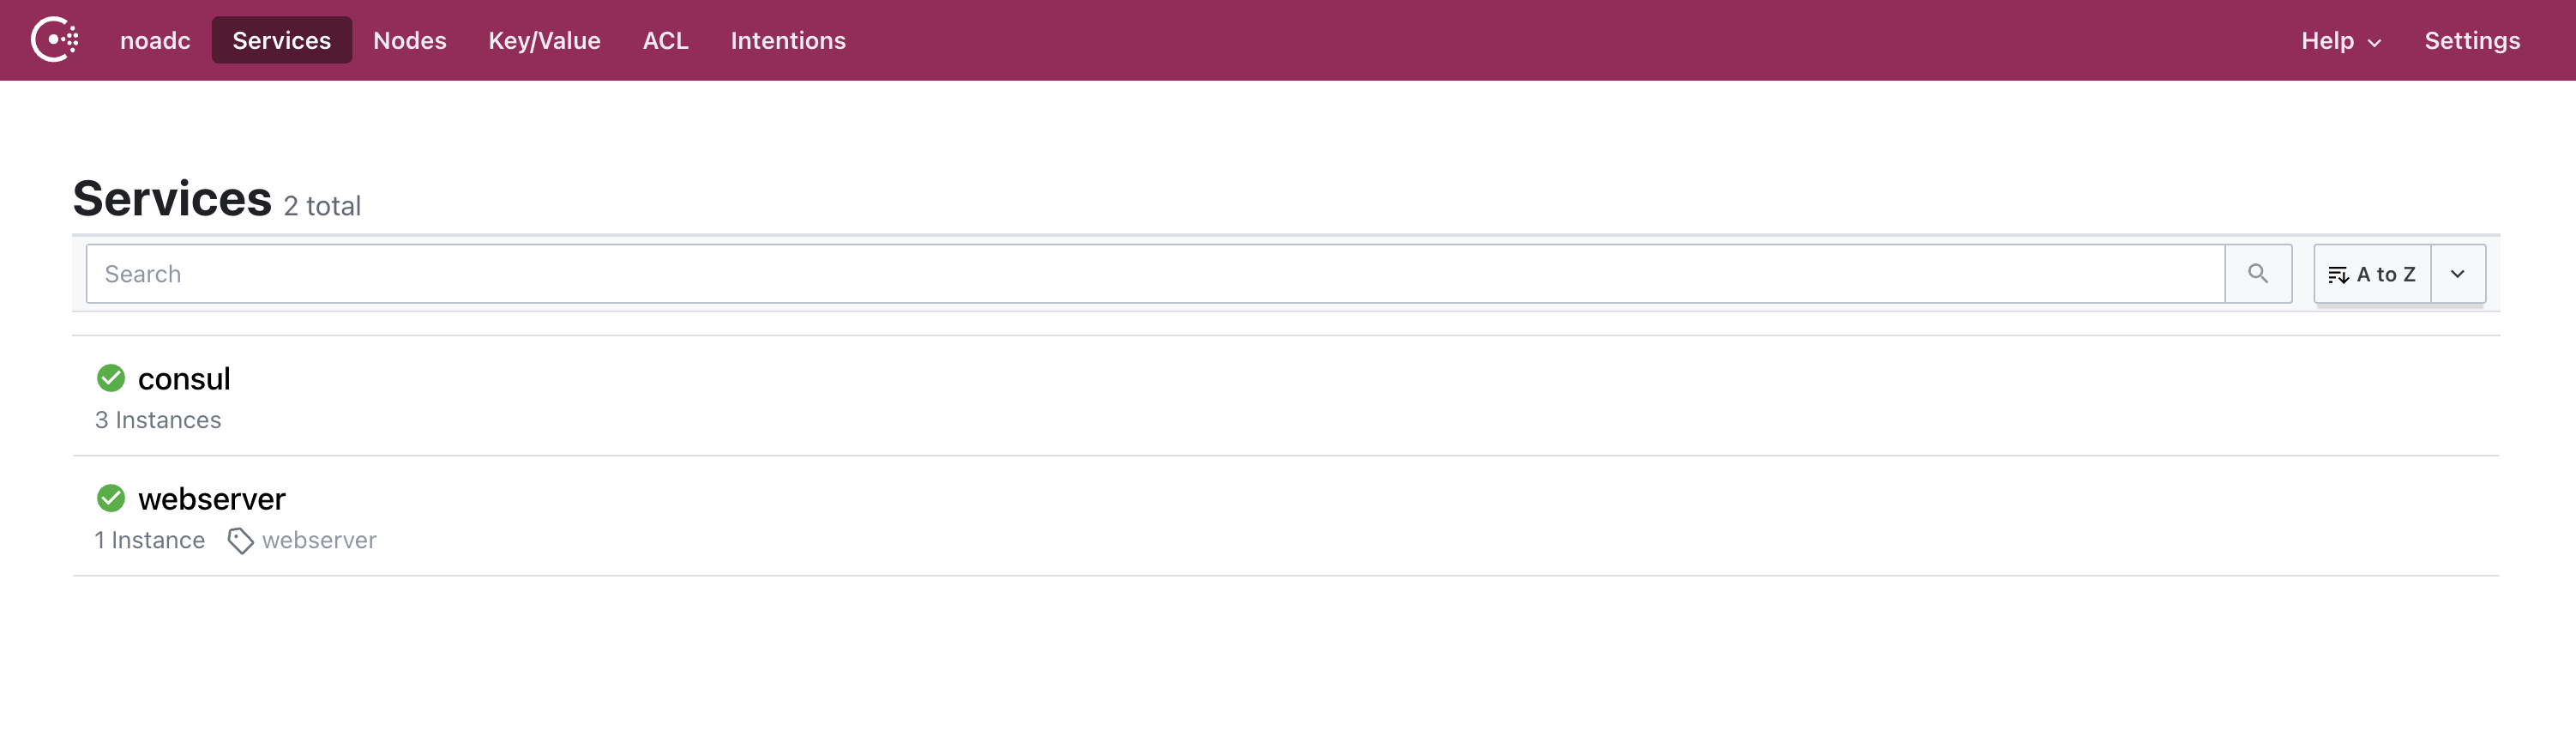 noadc Services Nodes Key/Value ACL Intentions Help Settings
Services 2 total
Search A to Z
consul
3 Instances
webserver
1 Instance webserver